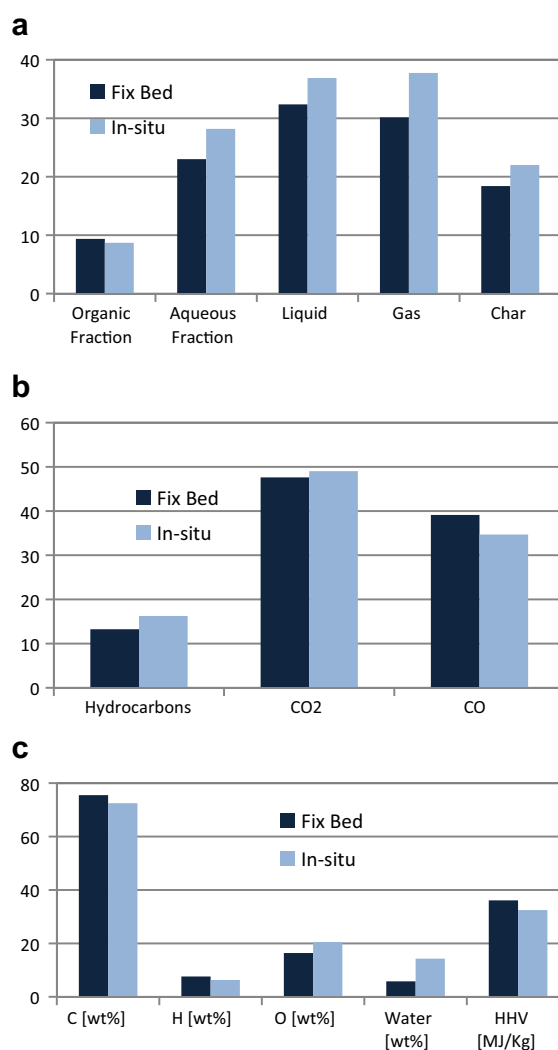 a
40
30
20
10
0
Fix Bed
In-situ
Organic Fraction
Aqueous Fraction
Liquid
Gas
Char
b
60
50
40
30
20
10
0
Fix Bed
In-situ
Hydrocarbons
CO2
CO
c
80
60
40
20
0
Fix Bed
In-situ
C [wt%]
H [wt%]
O [wt%]
Water [wt%]
HHV [MJ/Kg]